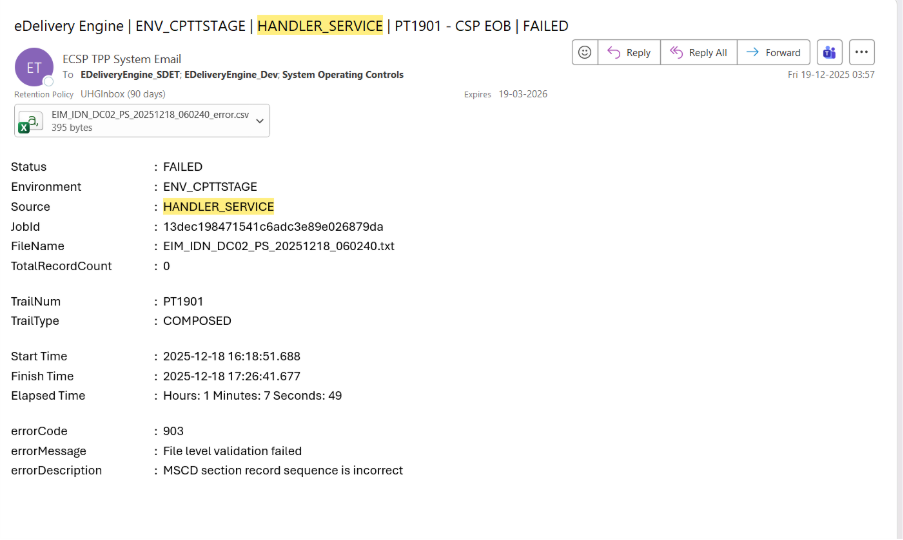 eDelivery Engine | ENV_CPTTSTAGE | HANDLER_SERVICE | PT1901 - CSP EOB | FAILED
ET
ECSP TPP System Email
To EDeliveryEngine_SDET; EDeliveryEngine_Dev; System Operating Controls
Reply Reply All Forward
Fri 19-12-2025 03:57
Retention Policy UHGInbox (90 days) Expires 19-03-2026
EIM_IDN_DC02_PS_20251218_060240_error.csv
395 bytes
Status : FAILED
Environment : ENV_CPTTSTAGE
Source : HANDLER_SERVICE
JobId : 13dec198471541c6adc3e89e026879da
FileName : EIM_IDN_DC02_PS_20251218_060240.txt
TotalRecordCount : 0
TrailNum : PT1901
TrailType : COMPOSED
Start Time : 2025-12-18 16:18:51.688
Finish Time : 2025-12-18 17:26:41.677
Elapsed Time : Hours: 1 Minutes: 7 Seconds: 49
errorCode : 903
errorMessage : File level validation failed
errorDescription : MSCD section record sequence is incorrect